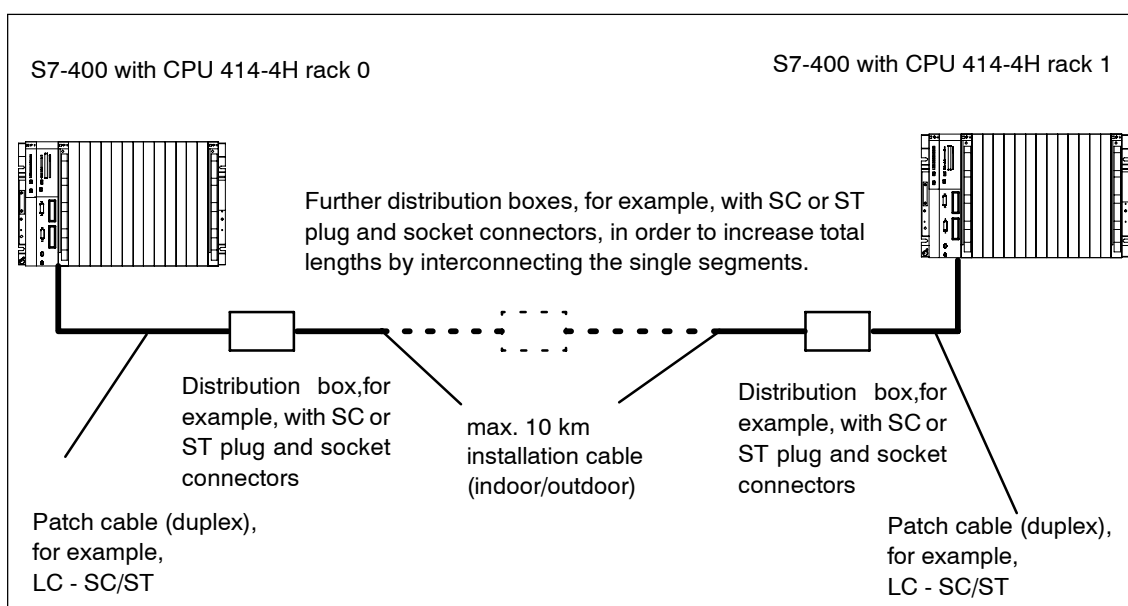 S7-400 with CPU 414-4H rack 0
S7-400 with CPU 414-4H rack 1
Further distribution boxes, for example, with SC or ST
plug and socket connectors, in order to increase total
lengths by interconnecting the single segments.
Distribution box,for
example, with SC or
ST plug and socket
connectors
max. 10 km
installation cable
(indoor/outdoor)
Distribution box,for
example, with SC or
ST plug and socket
connectors
Patch cable (duplex),
for example,
LC - SC/ST
Patch cable (duplex),
for example,
LC - SC/ST